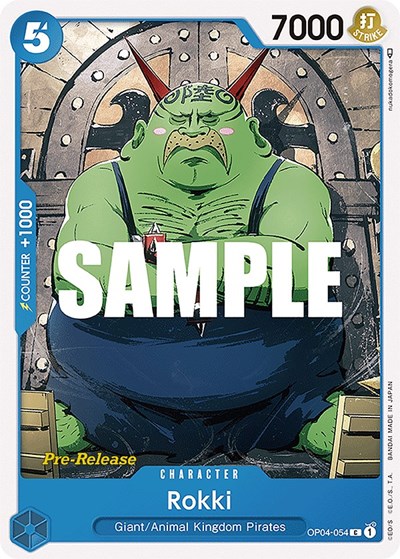 5
7000
打
STRIKE
nukadokomogera
COUNTER +1000
SAMPLE
Pre-Release
CHARACTER
Rokki
Giant/Animal Kingdom Pirates
OP04-054 C 1
©E.O./S., T.A. BANDAI MADE IN JAPAN